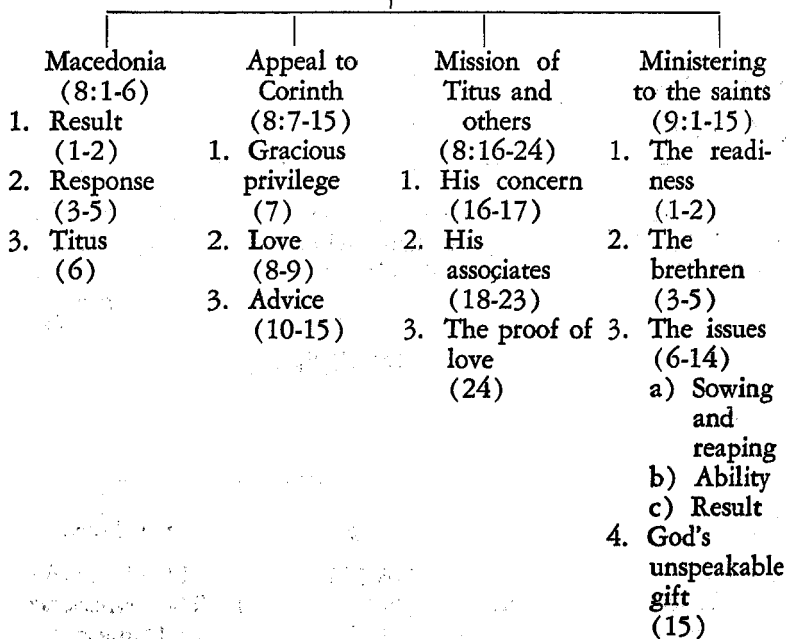 Macedonia
(8:1-6)
1. Result
(1-2)
2. Response
(3-5)
3. Titus
(6)
Appeal to
Corinth
(8:7-15)
1. Gracious
privilege
(7)
2. Love
(8-9)
3. Advice
(10-15)
Mission of
Titus and
others
(8:16-24)
1. His concern
(16-17)
2. His
associates
(18-23)
3. The proof of
love
(24)
Ministering
to the saints
(9:1-15)
1. The readi-
ness
(1-2)
2. The
brethren
(3-5)
3. The issues
(6-14)
a) Sowing
and
reaping
b) Ability
c) Result
4. God's
unspeakable
gift
(15)